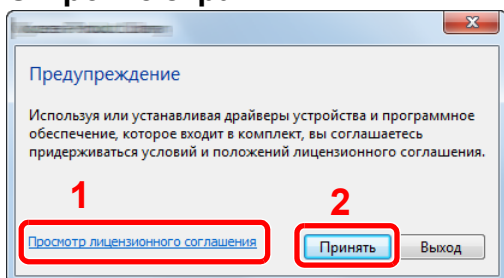 Предупреждение
Используя или устанавливая драйверы устройства и программное
обеспечение, которое входит в комплект, вы соглашаетесь
придерживаться условий и положений лицензионного соглашения.
1
2
Просмотр лицензионного соглашения
Принять
Выход